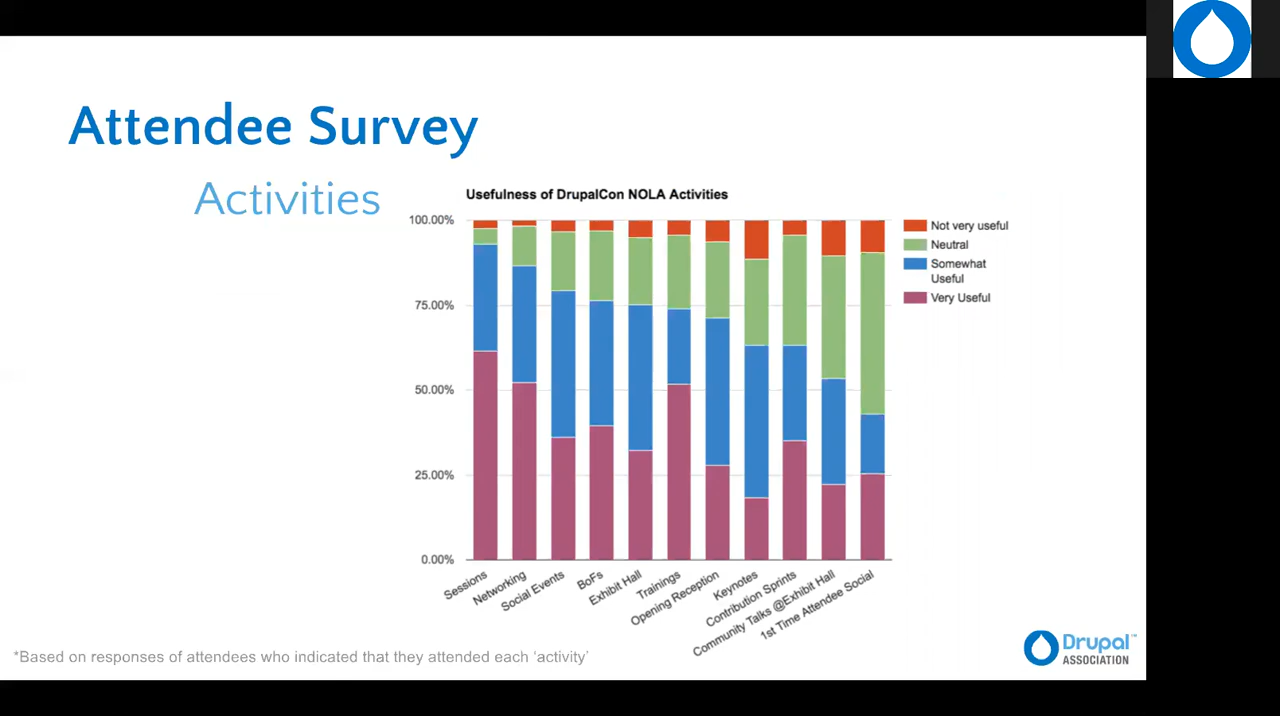 Attendee Survey
Activities
Usefulness of DrupalCon NOLA Activities
100.00%
75.00%
50.00%
25.00%
0.00%
Not very useful
Neutral
Somewhat
Useful
Very Useful
Sessions
Networking
Social Events
BoFs
Exhibit Hall
Trainings
Opening Reception
Keynotes
Contribution Sprints
Community Talks @Exhibit Hall
1st Time Attendee Social
*Based on responses of attendees who indicated that they attended each ‘activity’
Drupal™
ASSOCIATION